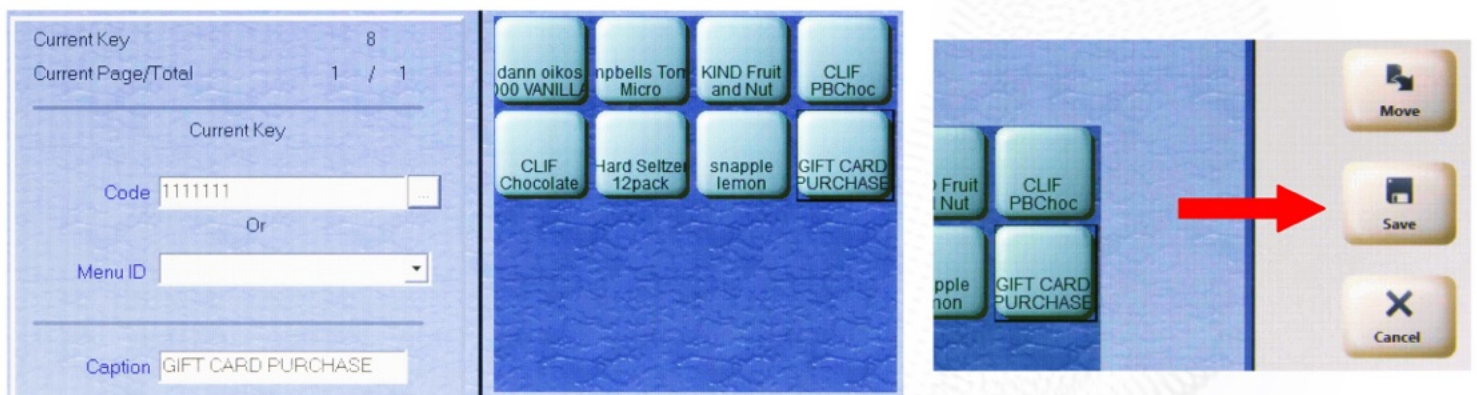 Current Key 8
Current Page/Total 1 / 1
Current Key
Code 1111111 ...
Or
Menu ID
Caption GIFT CARD PURCHASE
dann oikos
000 VANILLA
mpbells Tom
Micro
KIND Fruit
and Nut
CLIF
PBChoc
CLIF
Chocolate
Hard Seltzer
12pack
snapple
lemon
GIFT CARD
PURCHASE
Fruit
Nut
CLIF
PBChoc
pple
mon
GIFT CARD
PURCHASE
Move
Save
Cancel